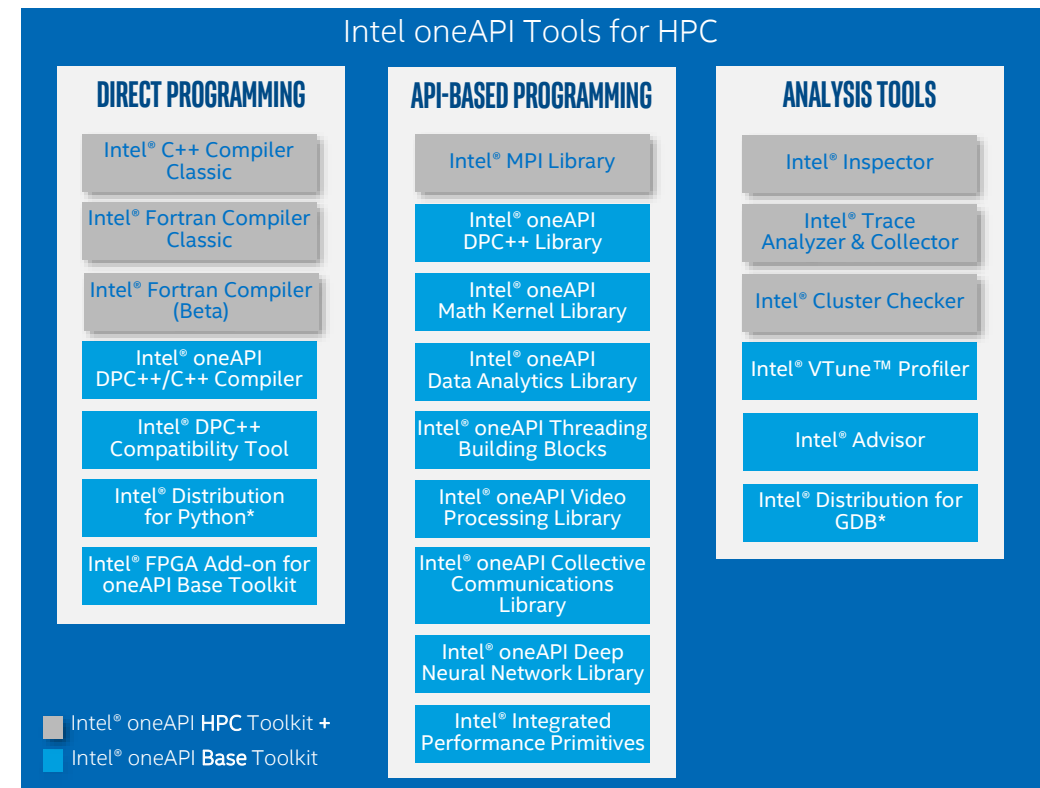 Intel oneAPI Tools for HPC
DIRECT PROGRAMMING
Intel® C++ Compiler
Classic
Intel® Fortran Compiler
Classic
Intel® Fortran Compiler
(Beta)
Intel® oneAPI
DPC++/C++ Compiler
Intel® DPC++
Compatibility Tool
Intel® Distribution
for Python*
Intel® FPGA Add-on for
oneAPI Base Toolkit
API-BASED PROGRAMMING
Intel® MPI Library
Intel® oneAPI
DPC++ Library
Intel® oneAPI
Math Kernel Library
Intel® oneAPI
Data Analytics Library
Intel® oneAPI Threading
Building Blocks
Intel® oneAPI Video
Processing Library
Intel® oneAPI Collective
Communications
Library
Intel® oneAPI Deep
Neural Network Library
Intel® Integrated
Performance Primitives
ANALYSIS TOOLS
Intel® Inspector
Intel® Trace
Analyzer & Collector
Intel® Cluster Checker
Intel® VTune™ Profiler
Intel® Advisor
Intel® Distribution for
GDB*
Intel® oneAPI HPC Toolkit +
Intel® oneAPI Base Toolkit